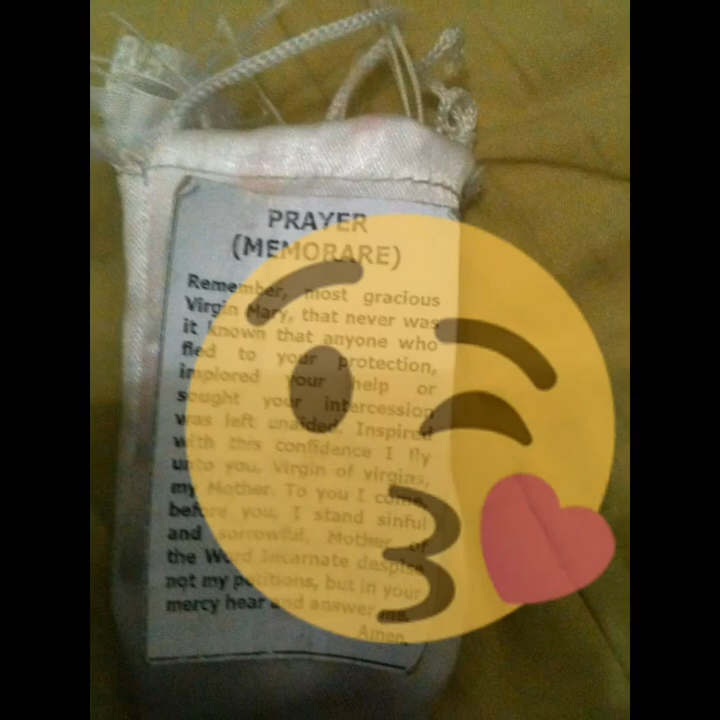 PRAYER
(MEMORARE)
Remember, most gracious
Virgin Mary, that never was
it known that anyone who
fled to your protection,
implored your help or
sought your intercession
was left unaided. Inspired
with this confidence I fly
unto you, Virgin of virgins,
my Mother. To you I come,
before you, I stand sinful
and sorrowful. Mother of
the Word Incarnate despise
not my petitions, but in your
mercy hear and answer me.
Amen.